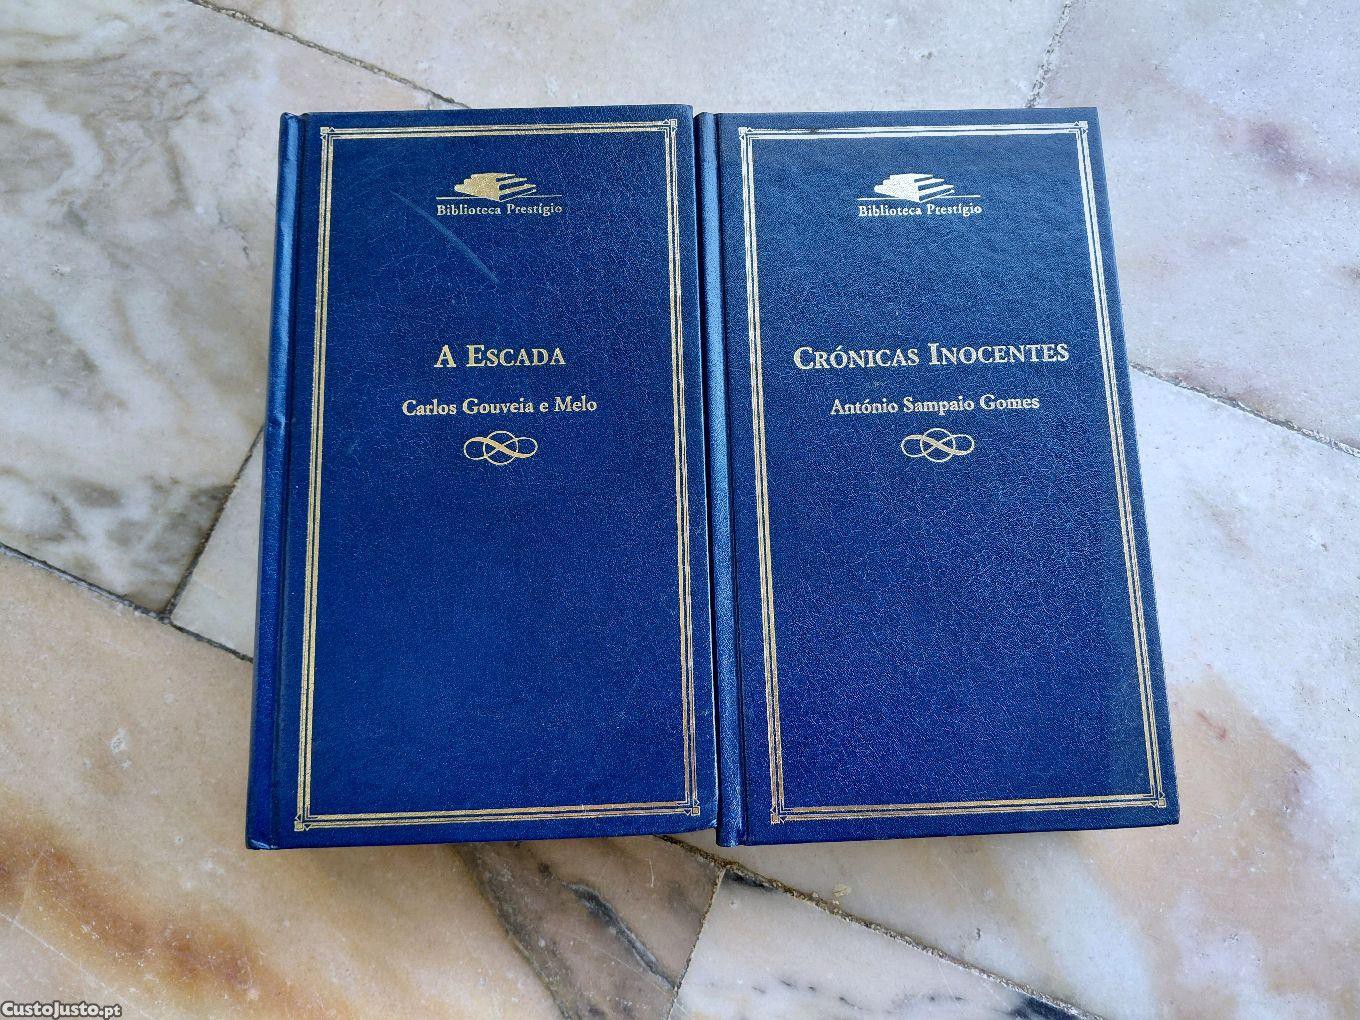 Biblioteca Prestígio
A ESCADA
Carlos Gouveia e Melo
Biblioteca Prestígio
CRÓNICAS INOCENTES
António Sampaio Gomes
CustoJusto.pt